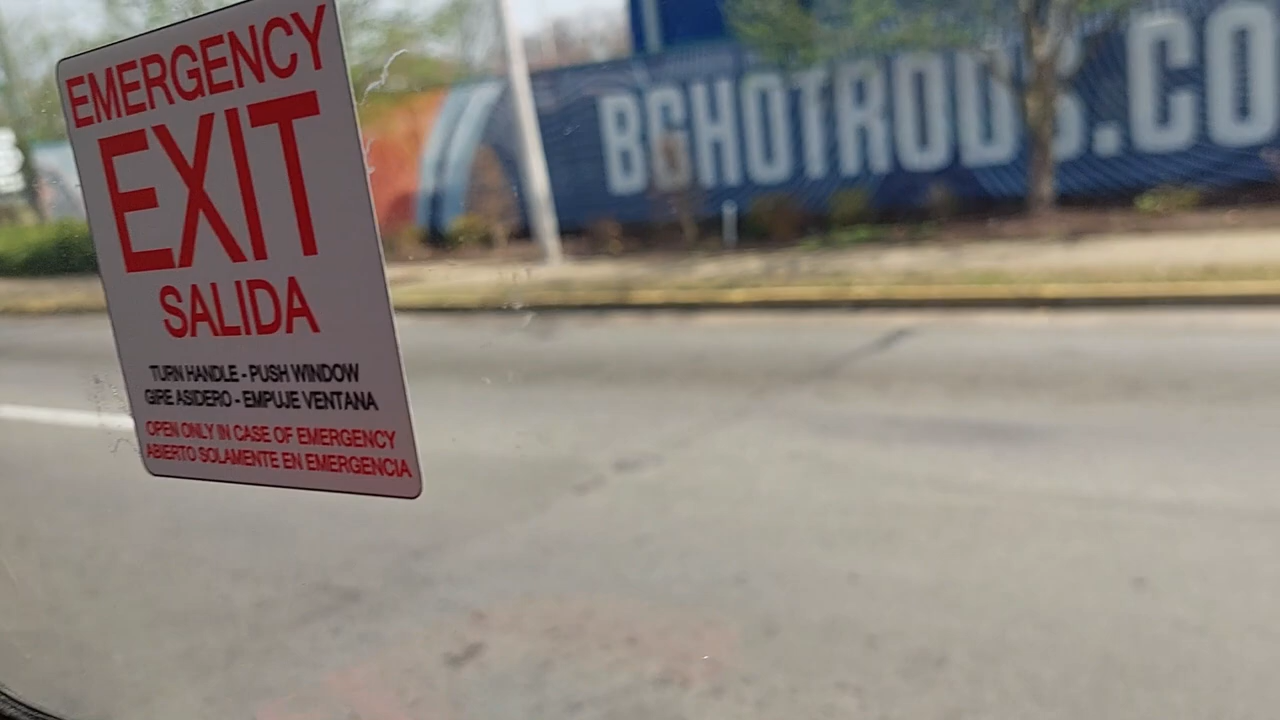 EMERGENCY
EXIT
SALIDA
TURN HANDLE - PUSH WINDOW
GIRE ASIDERO - EMPUJE VENTANA
OPEN ONLY IN CASE OF EMERGENCY
ABIERTO SOLAMENTE EN EMERGENCIA
BGHOTRODS.CO